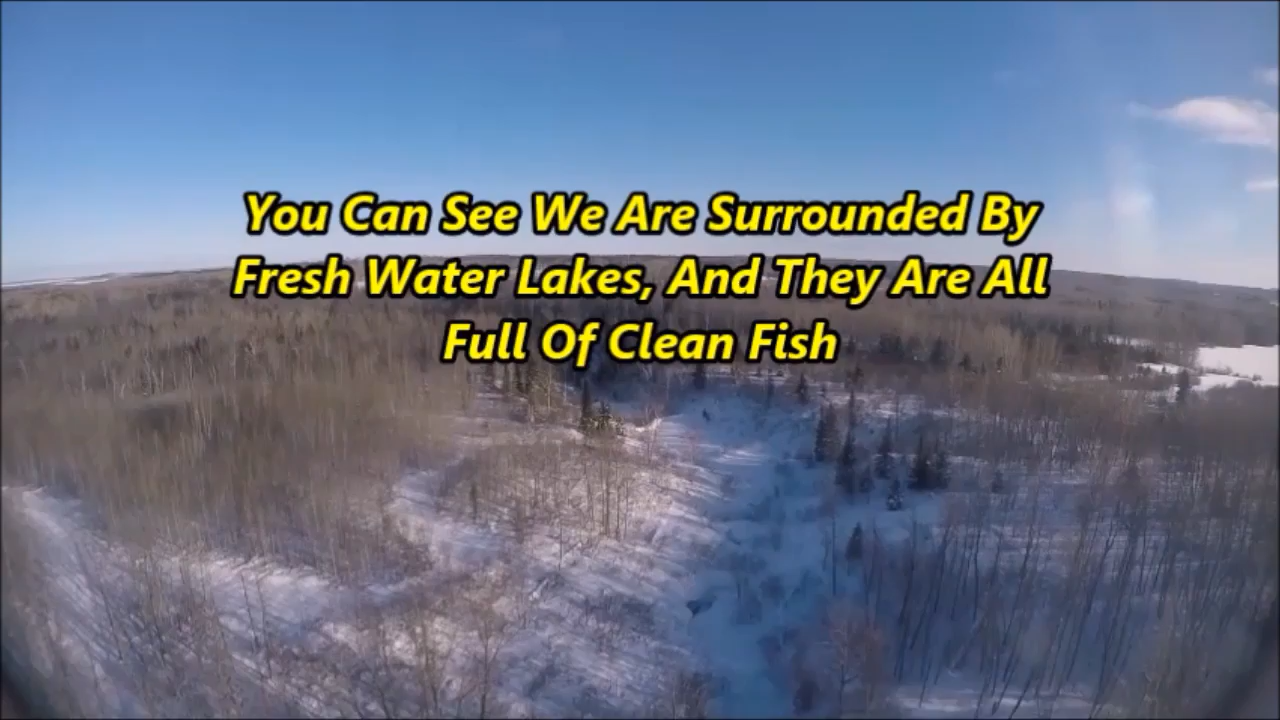 You Can See We Are Surrounded By
Fresh Water Lakes, And They Are All
Full Of Clean Fish